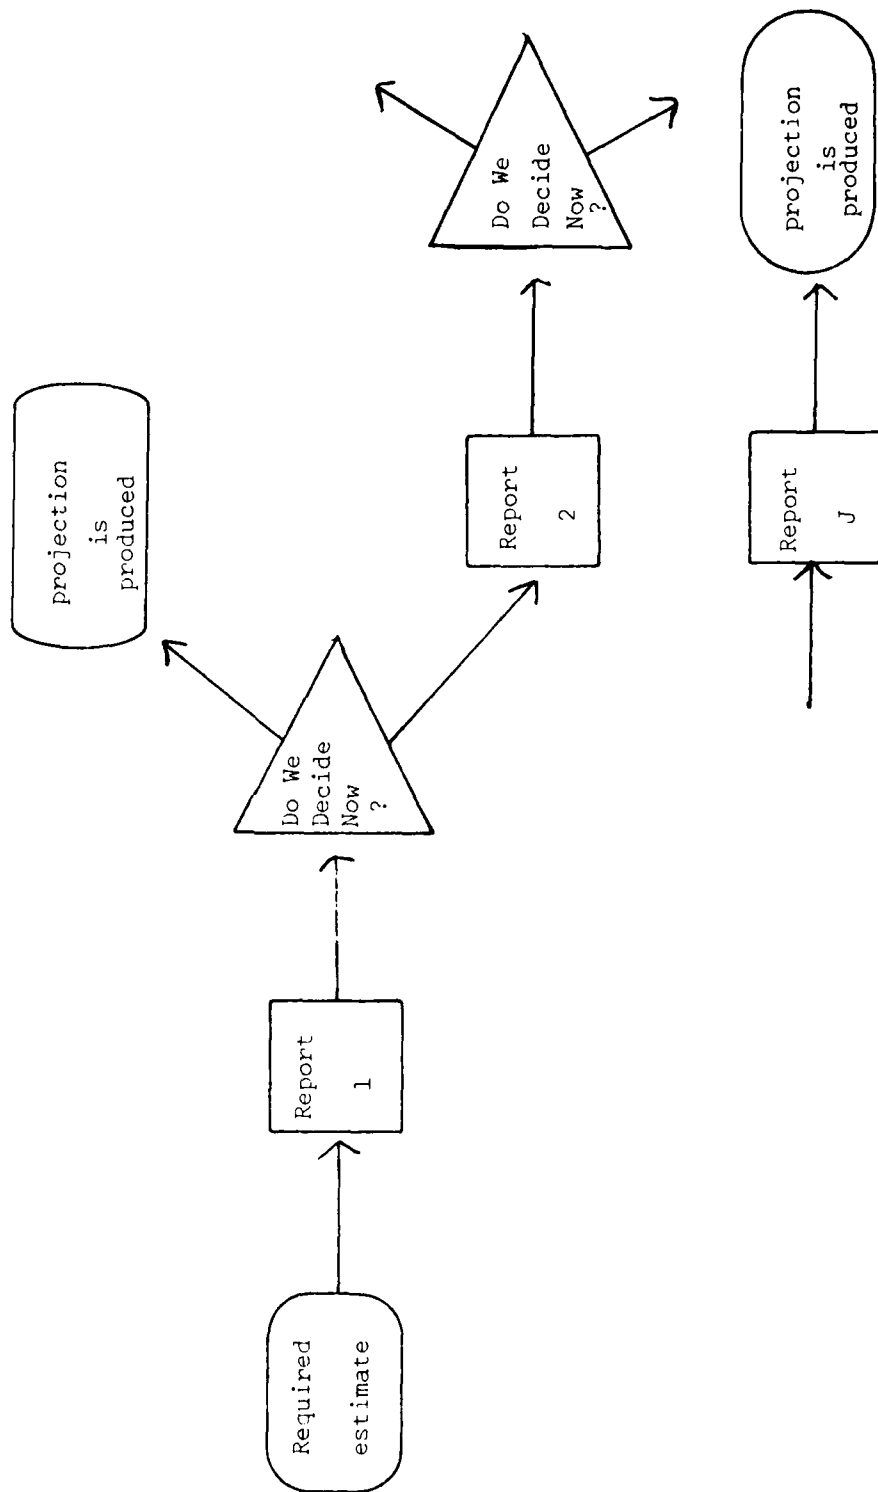 Required
estimate
Report
1
Do We
Decide
Now
?
projection
is
produced
Report
2
Do We
Decide
Now
?
Report
J
projection
is
produced